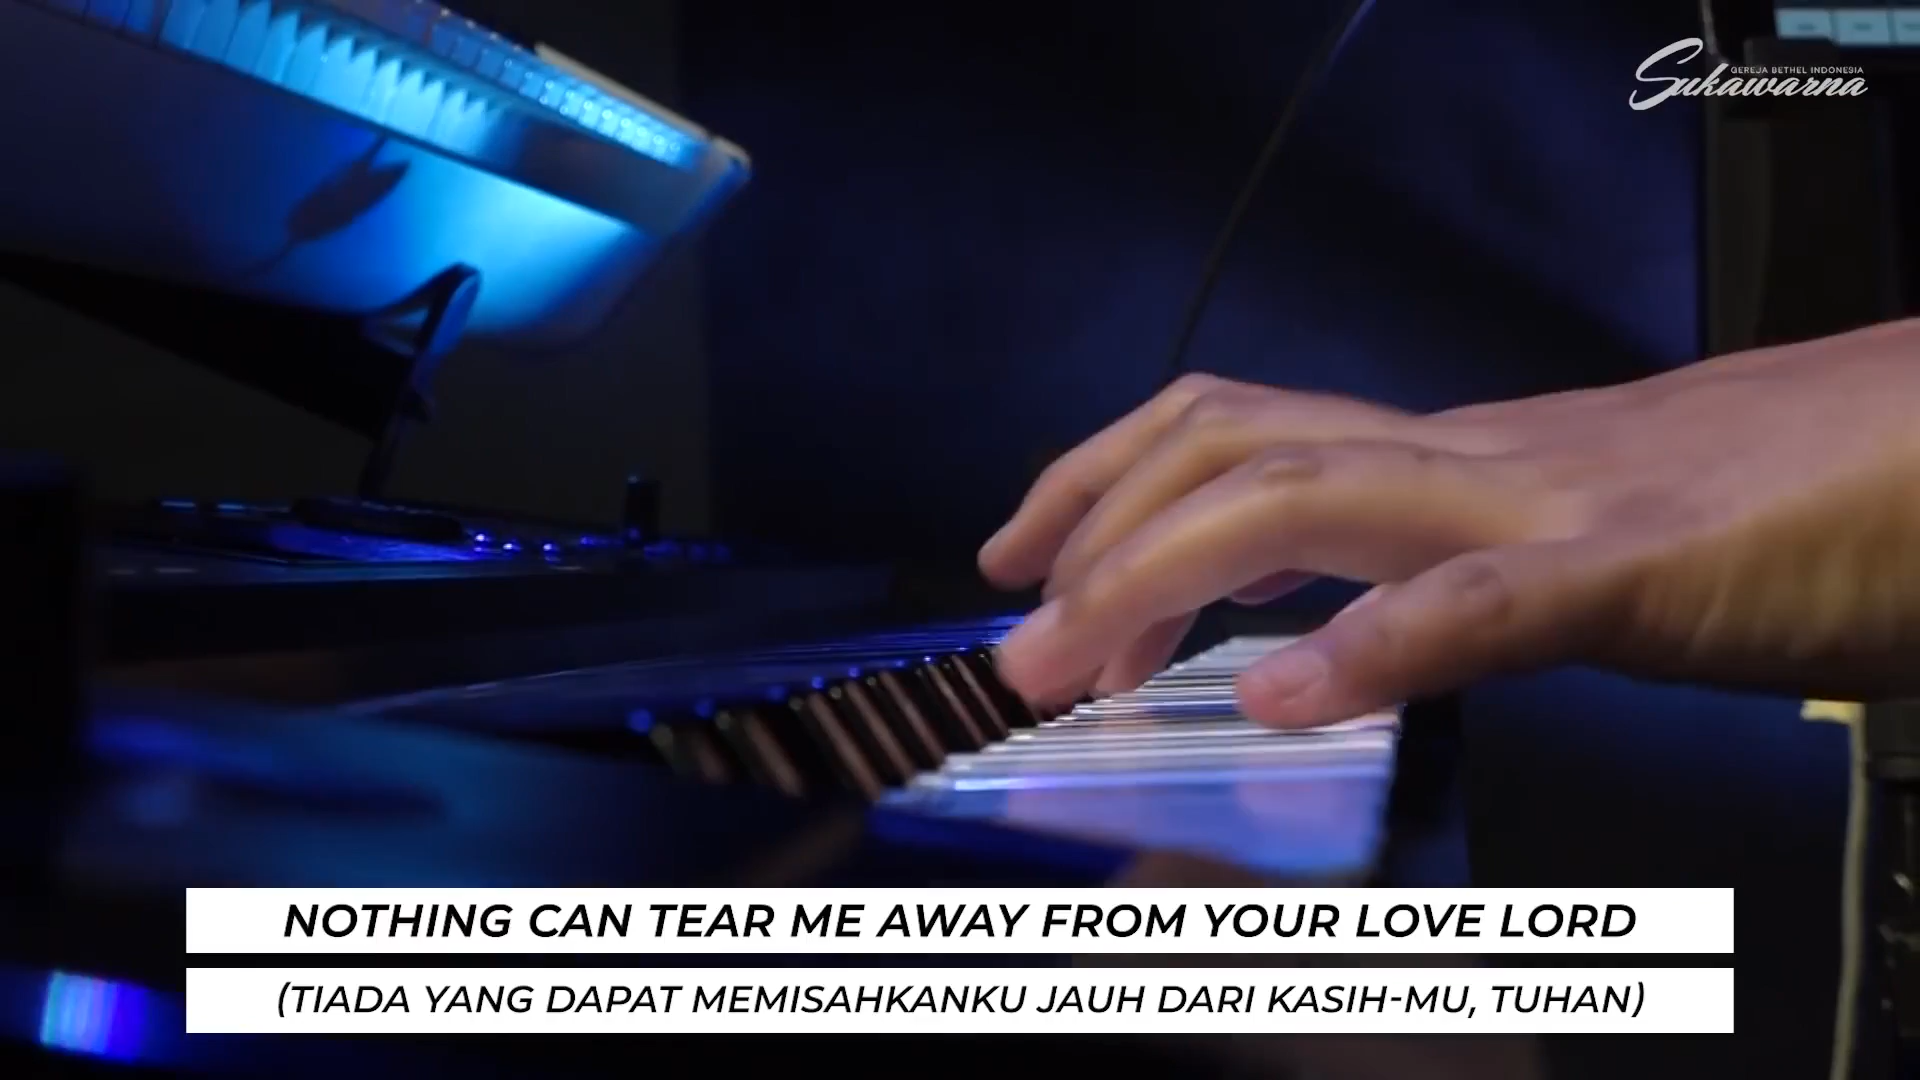 GEREJA BETHEL INDONESIA
Sukawarna
NOTHING CAN TEAR ME AWAY FROM YOUR LOVE LORD
(TIADA YANG DAPAT MEMISAHKANKU JAUH DARI KASIH-MU, TUHAN)